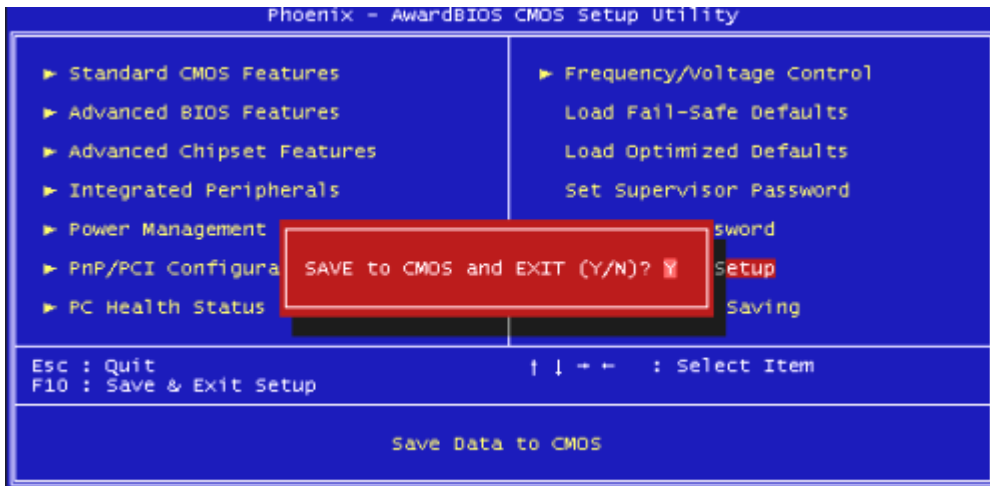 Phoenix - AwardBIOS CMOS Setup Utility
► Standard CMOS Features
► Advanced BIOS Features
► Advanced Chipset Features
► Integrated Peripherals
► Power Management
► PnP/PCI Configura
► PC Health Status
► Frequency/Voltage Control
Load Fail-Safe Defaults
Load Optimized Defaults
Set Supervisor Password
sword
Setup
Saving
SAVE to CMOS and EXIT (Y/N)? Y
Esc : Quit
F10 : Save & Exit Setup
↑ ↓ → ← : Select Item
Save Data to CMOS